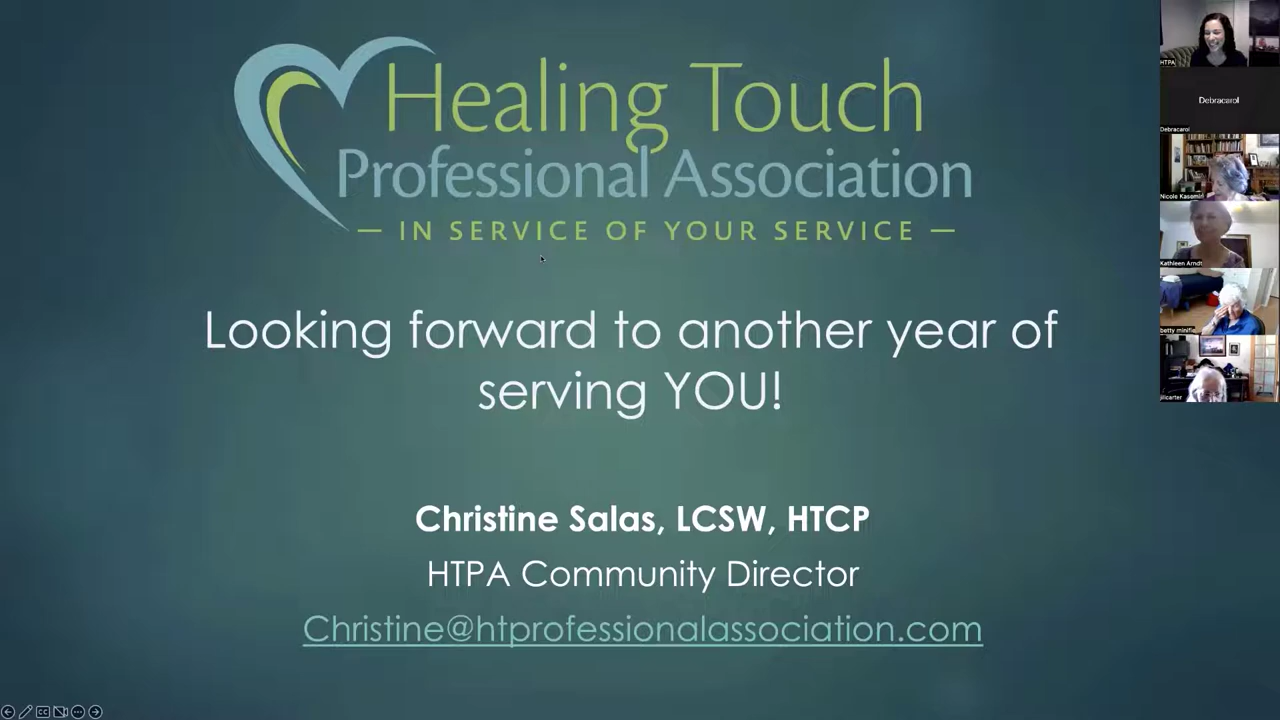 Healing Touch
Professional Association
— IN SERVICE OF YOUR SERVICE —
Looking forward to another year of
serving YOU!
Christine Salas, LCSW, HTCP
HTPA Community Director
Christine@htprofessionalassociation.com
HTPA
Debracarol
Debracarol
Kathleen Arndt
jilcarter